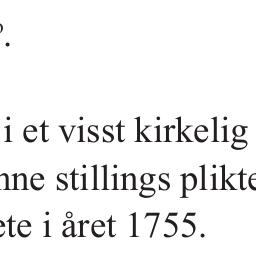 .
i et visst kirkelig
nne stillings plikte
ete i året 1755.